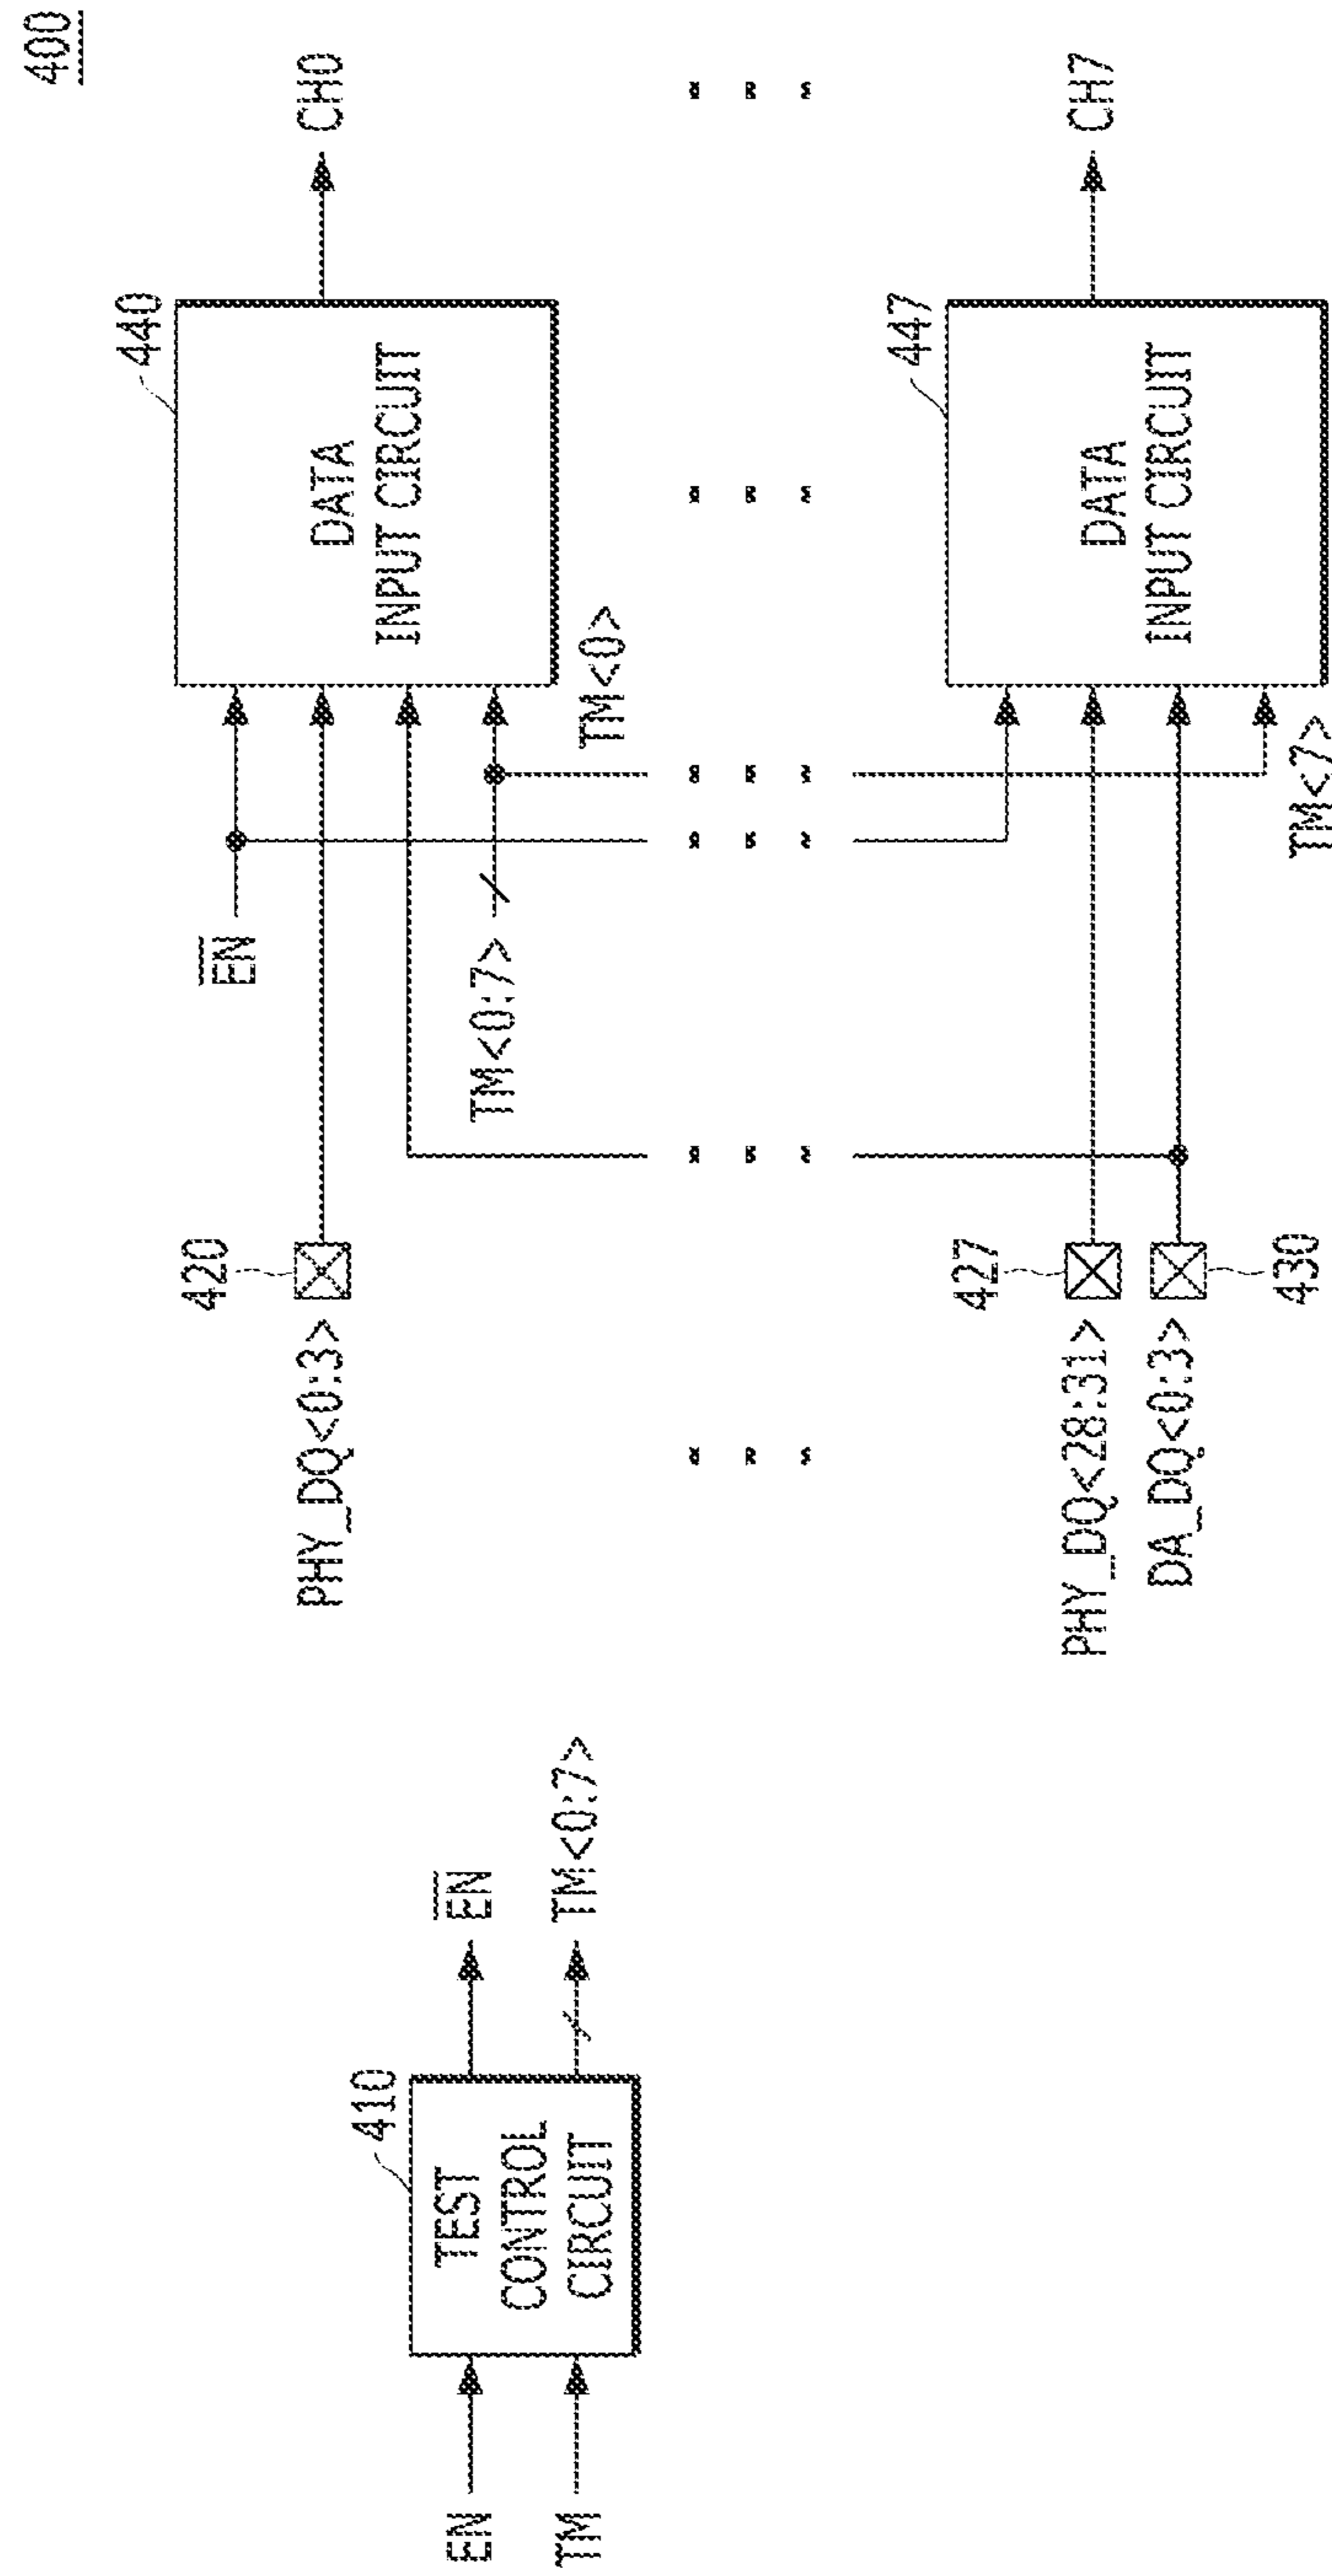 400
EN
TM
410
TEST
CONTROL
CIRCUIT
EN
TM<0:7>
PHY_DQ<0:3>
420
EN
TM<0:7>
TM<0>
440
DATA
INPUT CIRCUIT
CH0
PHY_DQ<28:31>
427
DA_DQ<0:3>
430
TM<7>
447
DATA
INPUT CIRCUIT
CH7